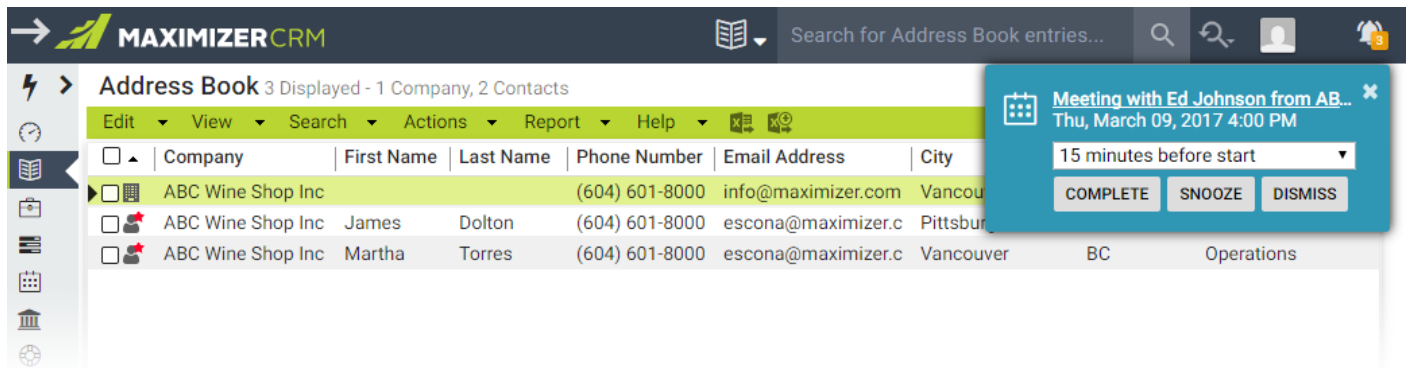 MAXIMIZER CRM
Search for Address Book entries...
3
Address Book 3 Displayed - 1 Company, 2 Contacts
Edit View Search Actions Report Help
Meeting with Ed Johnson from AB...
Thu, March 09, 2017 4:00 PM
15 minutes before start
COMPLETE SNOOZE DISMISS
Company First Name Last Name Phone Number Email Address City
ABC Wine Shop Inc (604) 601-8000 info@maximizer.com Vancou
ABC Wine Shop Inc James Dolton (604) 601-8000 escona@maximizer.c Pittsbur
ABC Wine Shop Inc Martha Torres (604) 601-8000 escona@maximizer.c Vancouver BC Operations